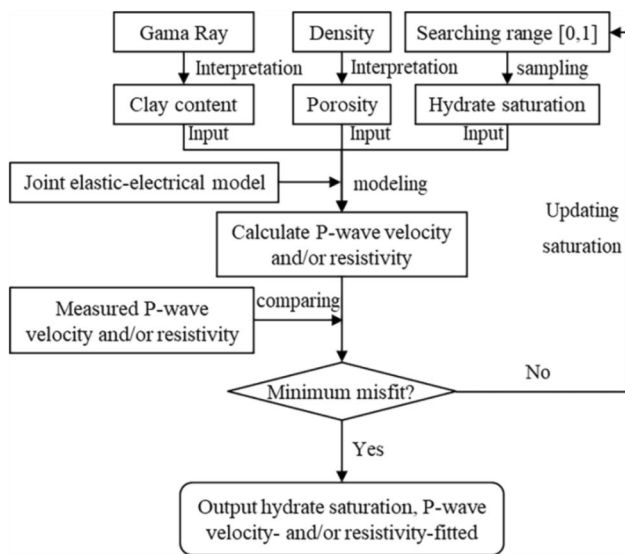 Gama Ray
Density
Searching range [0,1]
Interpretation
Interpretation
sampling
Clay content
Porosity
Hydrate saturation
Input
Input
Input
Joint elastic-electrical model
modeling
Calculate P-wave velocity
and/or resistivity
Updating
saturation
Measured P-wave
velocity and/or resistivity
comparing
Minimum misfit?
No
Yes
Output hydrate saturation, P-wave
velocity- and/or resistivity-fitted